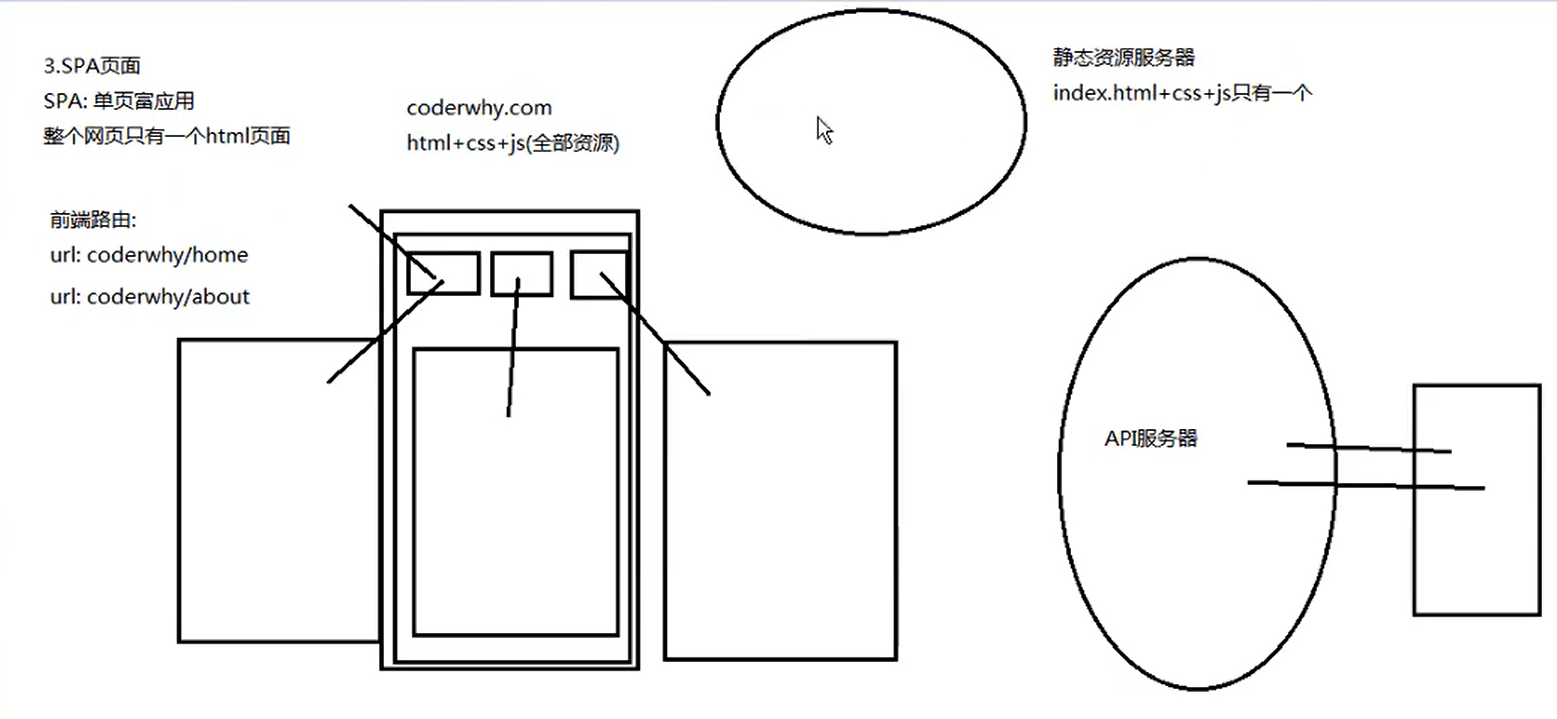 3.SPA页面
SPA: 单页富应用
整个网页只有一个html页面
coderwhy.com
html+css+js(全部资源)
静态资源服务器
index.html+css+js只有一个
前端路由:
url: coderwhy/home
url: coderwhy/about
API服务器